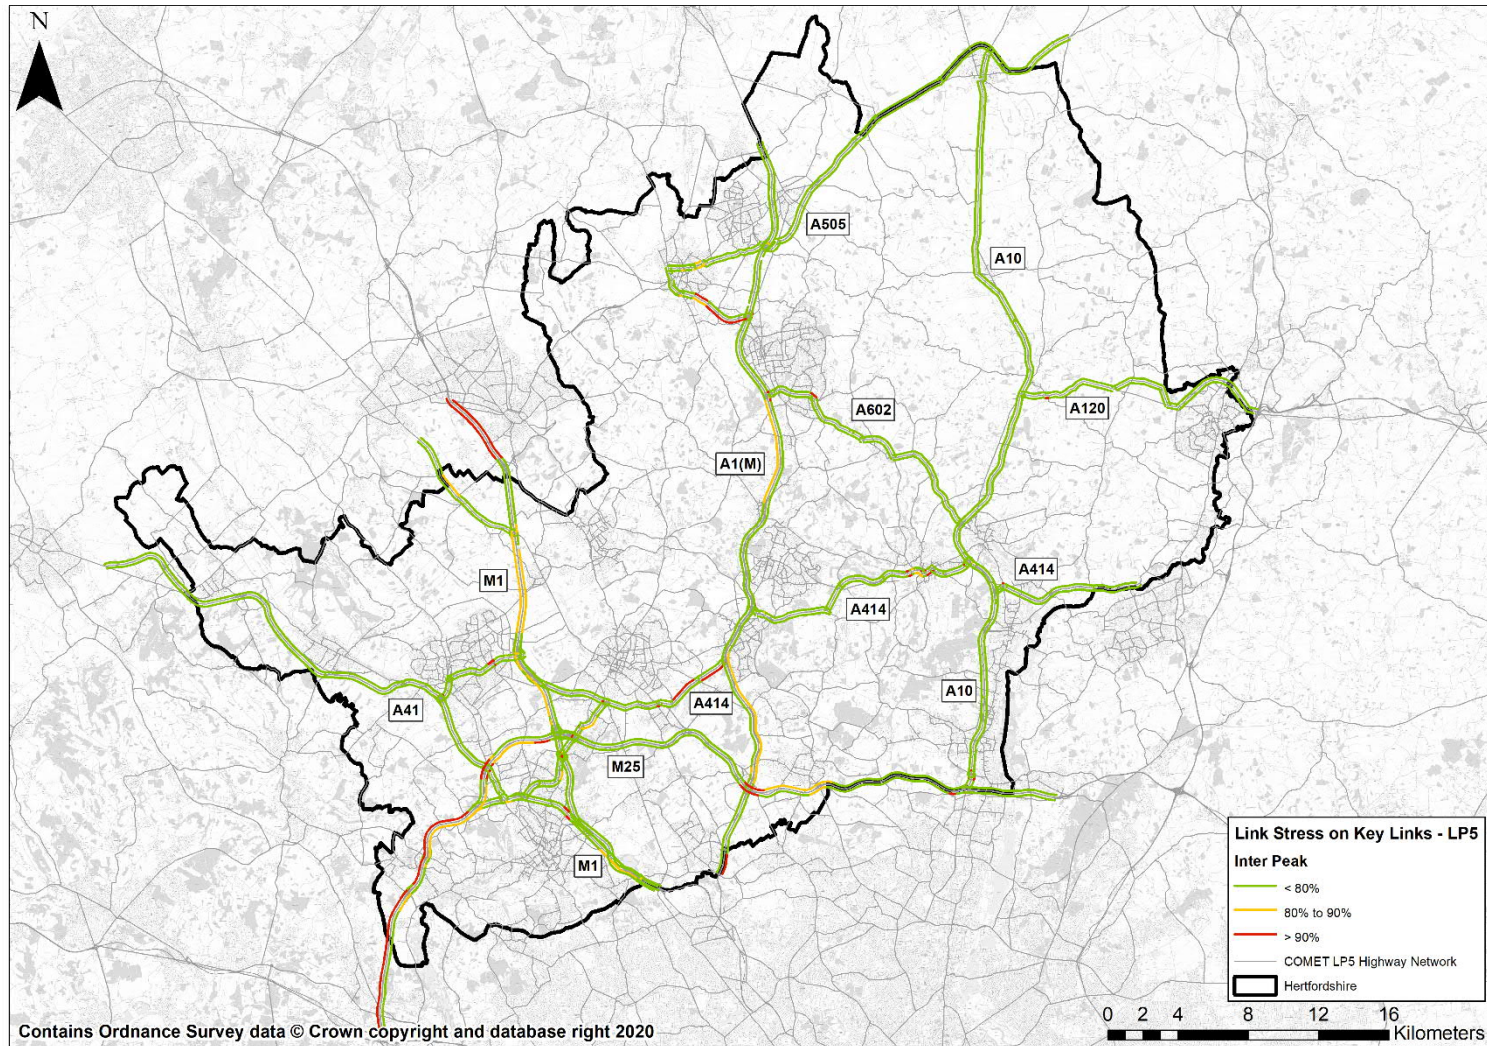 N
A505
A10
A602
A120
A1(M)
M1
A414
A414
A41
A414
A10
M25
M1
Link Stress on Key Links - LP5
Inter Peak
< 80%
80% to 90%
> 90%
COMET LP5 Highway Network
Hertfordshire
0 2 4 8 12 16
Kilometers
Contains Ordnance Survey data © Crown copyright and database right 2020